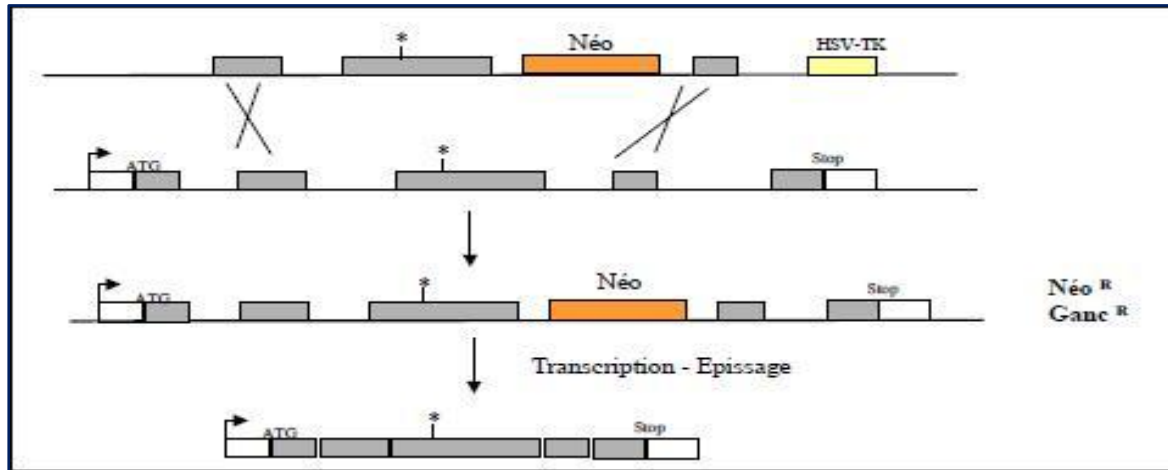 *
Néo
HSV-TK
ATG
*
Stop
ATG
*
Néo
Stop
Néo R
Ganc R
Transcription - Epissage
ATG
*
Stop